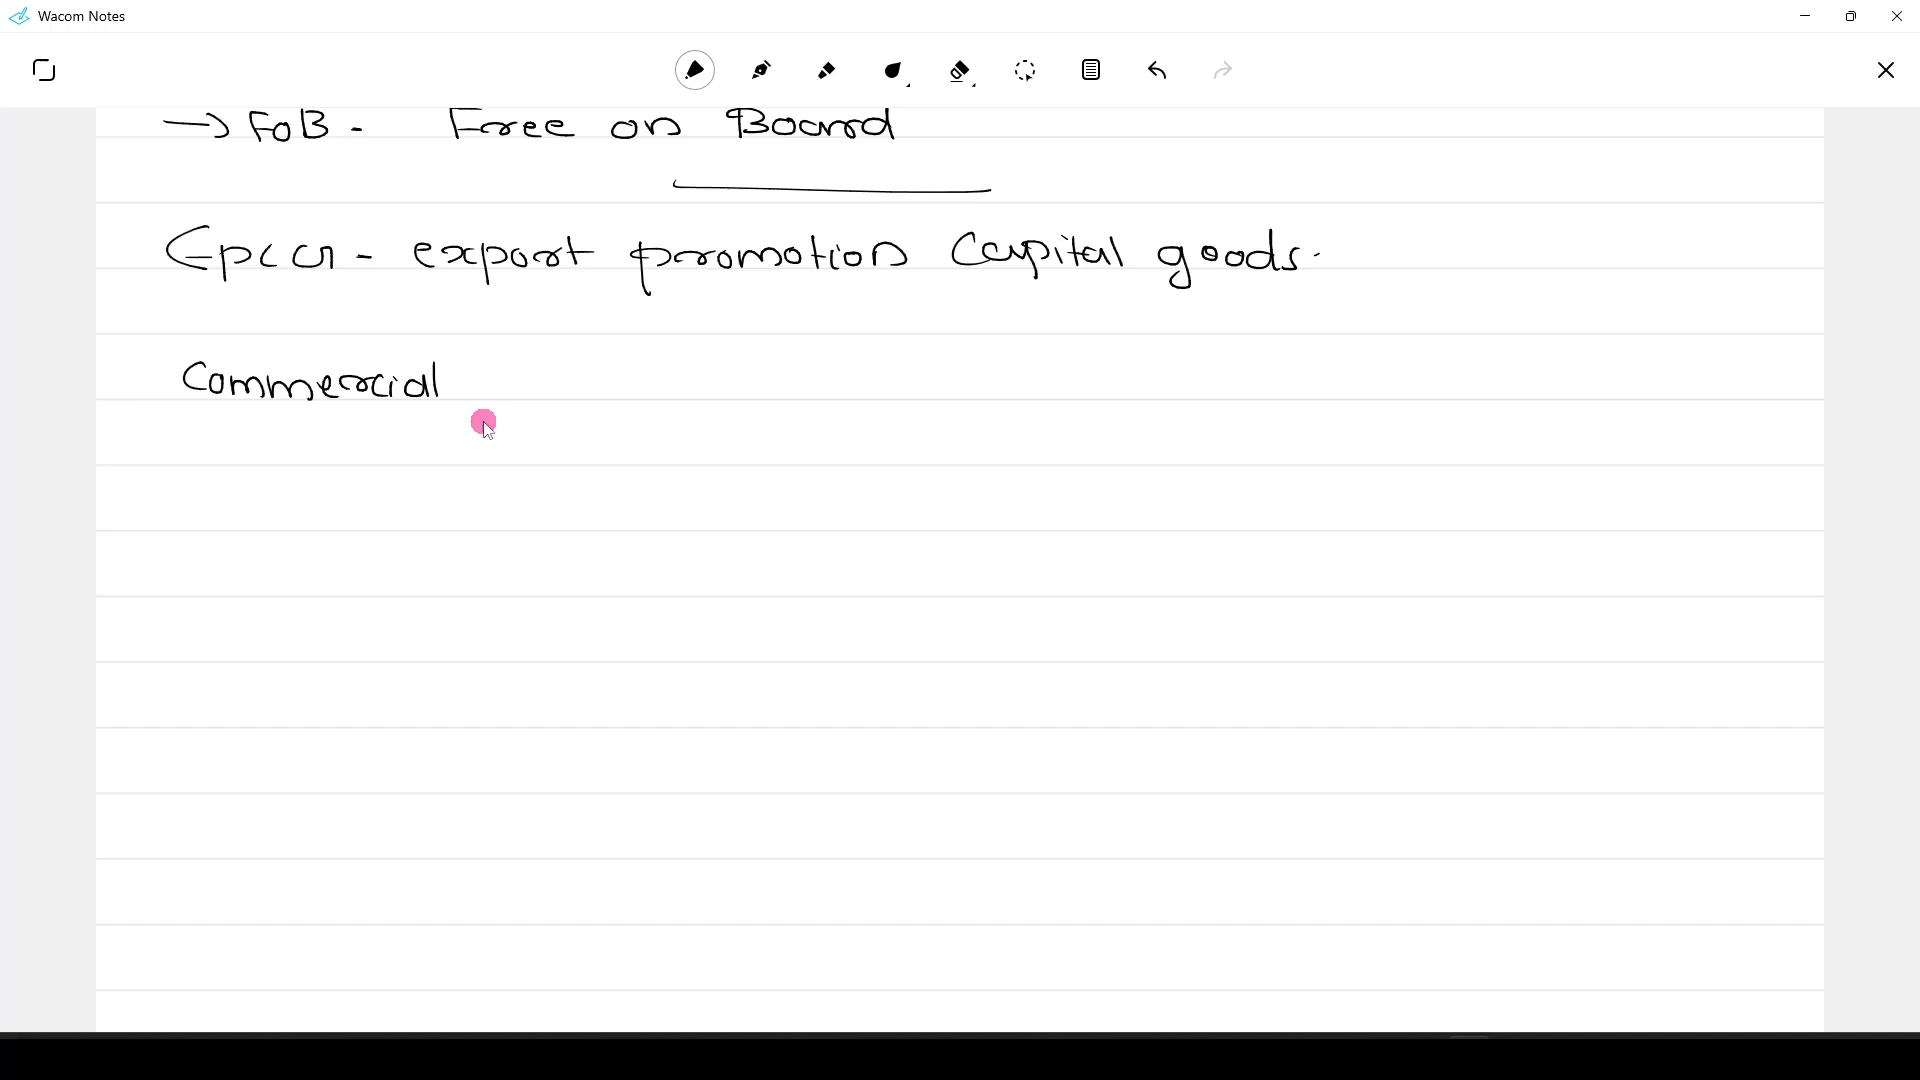 Wacom Notes
→ FOB - Free on Board
EPCG - export promotion Capital goods.
Commercial